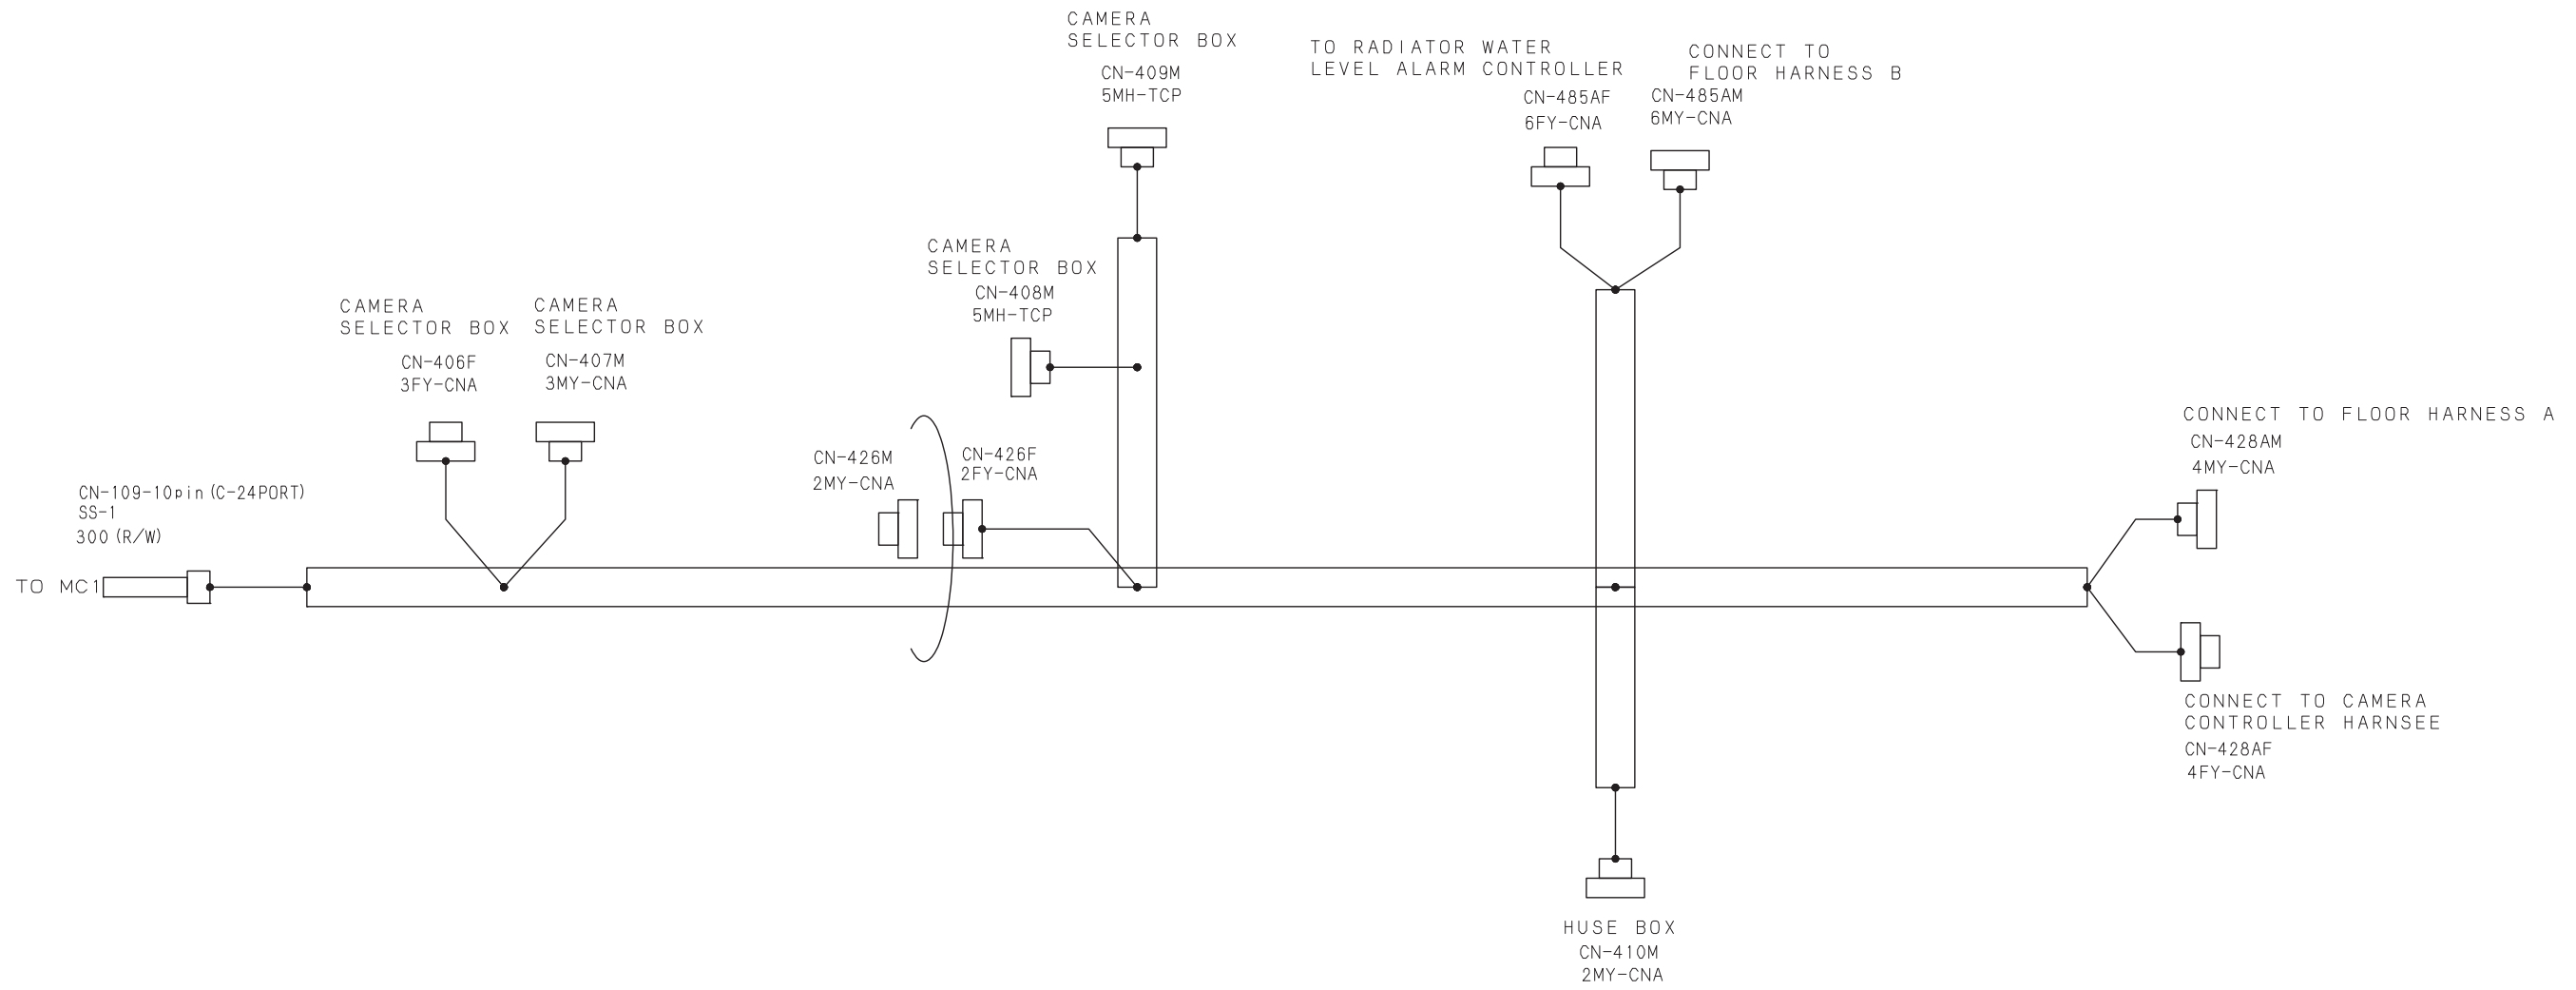 CAMERA
SELECTOR BOX
CN-409M
5MH-TCP
TO RADIATOR WATER
LEVEL ALARM CONTROLLER
CN-485AF
6FY-CNA
CONNECT TO
FLOOR HARNESS B
CN-485AM
6MY-CNA
CAMERA
SELECTOR BOX
CN-408M
5MH-TCP
CAMERA
SELECTOR BOX
CN-406F
3FY-CNA
CAMERA
SELECTOR BOX
CN-407M
3MY-CNA
CN-426M
2MY-CNA
CN-426F
2FY-CNA
CONNECT TO FLOOR HARNESS A
CN-428AM
4MY-CNA
CN-109-10pin(C-24PORT)
SS-1
300(R/W)
TO MC1
CONNECT TO CAMERA
CONTROLLER HARNSEE
CN-428AF
4FY-CNA
HUSE BOX
CN-410M
2MY-CNA